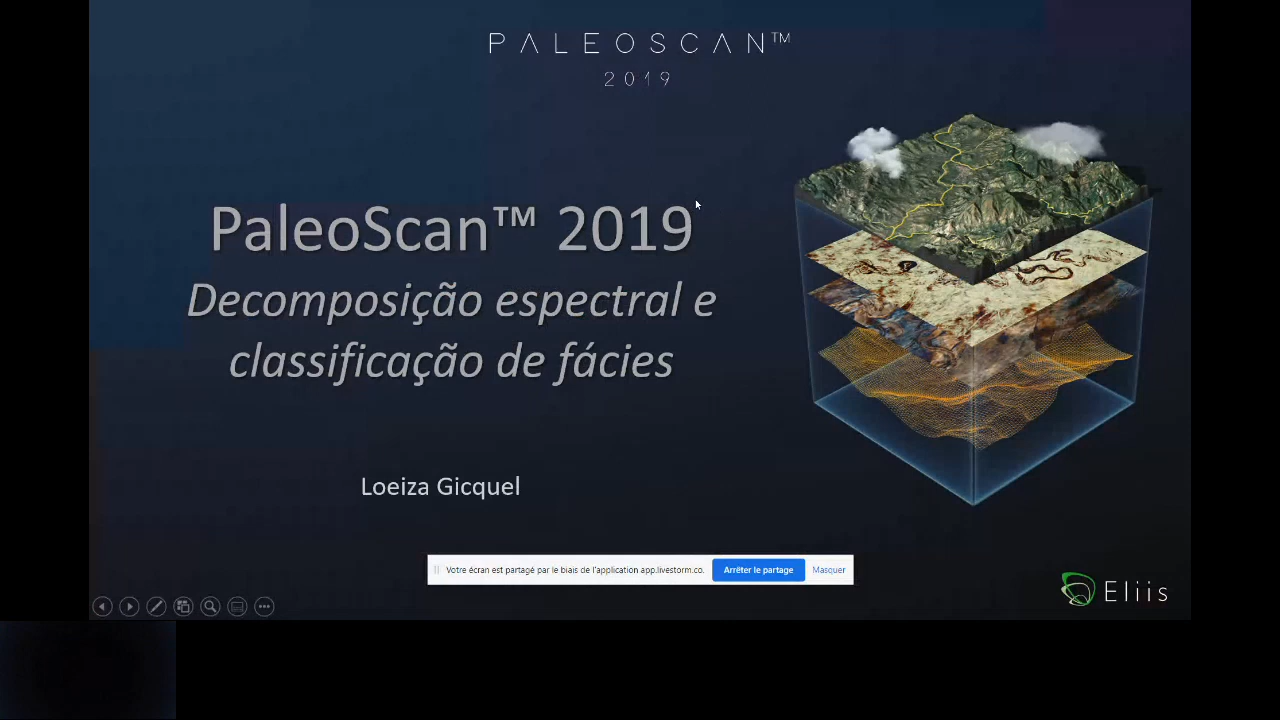 PALEOSCAN™
2019
PaleoScan™ 2019
Decomposição espectral e
classificação de fácies
Loeiza Gicquel
Votre écran est partagé par le biais de l'application app.livestorm.co.
Arrêter le partage
Masquer
Eliis